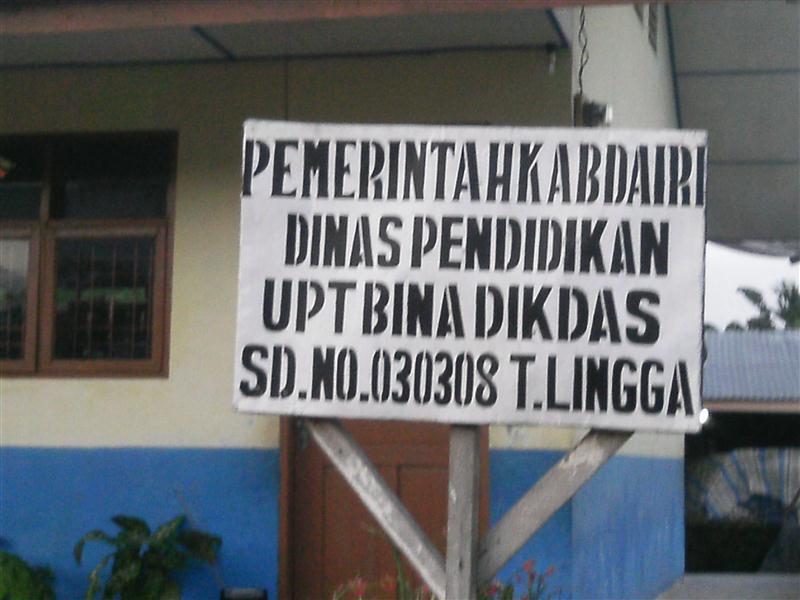 PEMERINTAHKABDAIRI
DINAS PENDIDIKAN
UPT BINA DIKDAS
SD.NO.030308 T.LINGGA